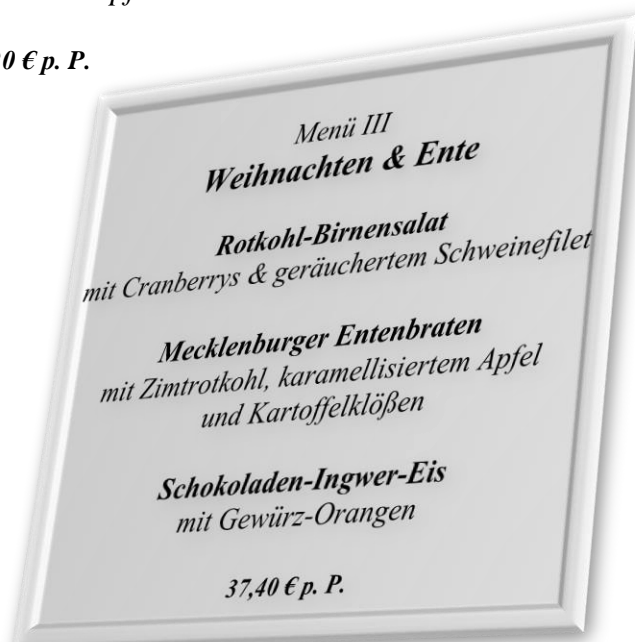 0 € p. P.
Menü III
Weihnachten & Ente
Rotkohl-Birnensalat
mit Cranberrys & geräuchertem Schweinefilet
Mecklenburger Entenbraten
mit Zimtrotkohl, karamellisiertem Apfel
und Kartoffelklößen
Schokoladen-Ingwer-Eis
mit Gewürz-Orangen
37,40 € p. P.